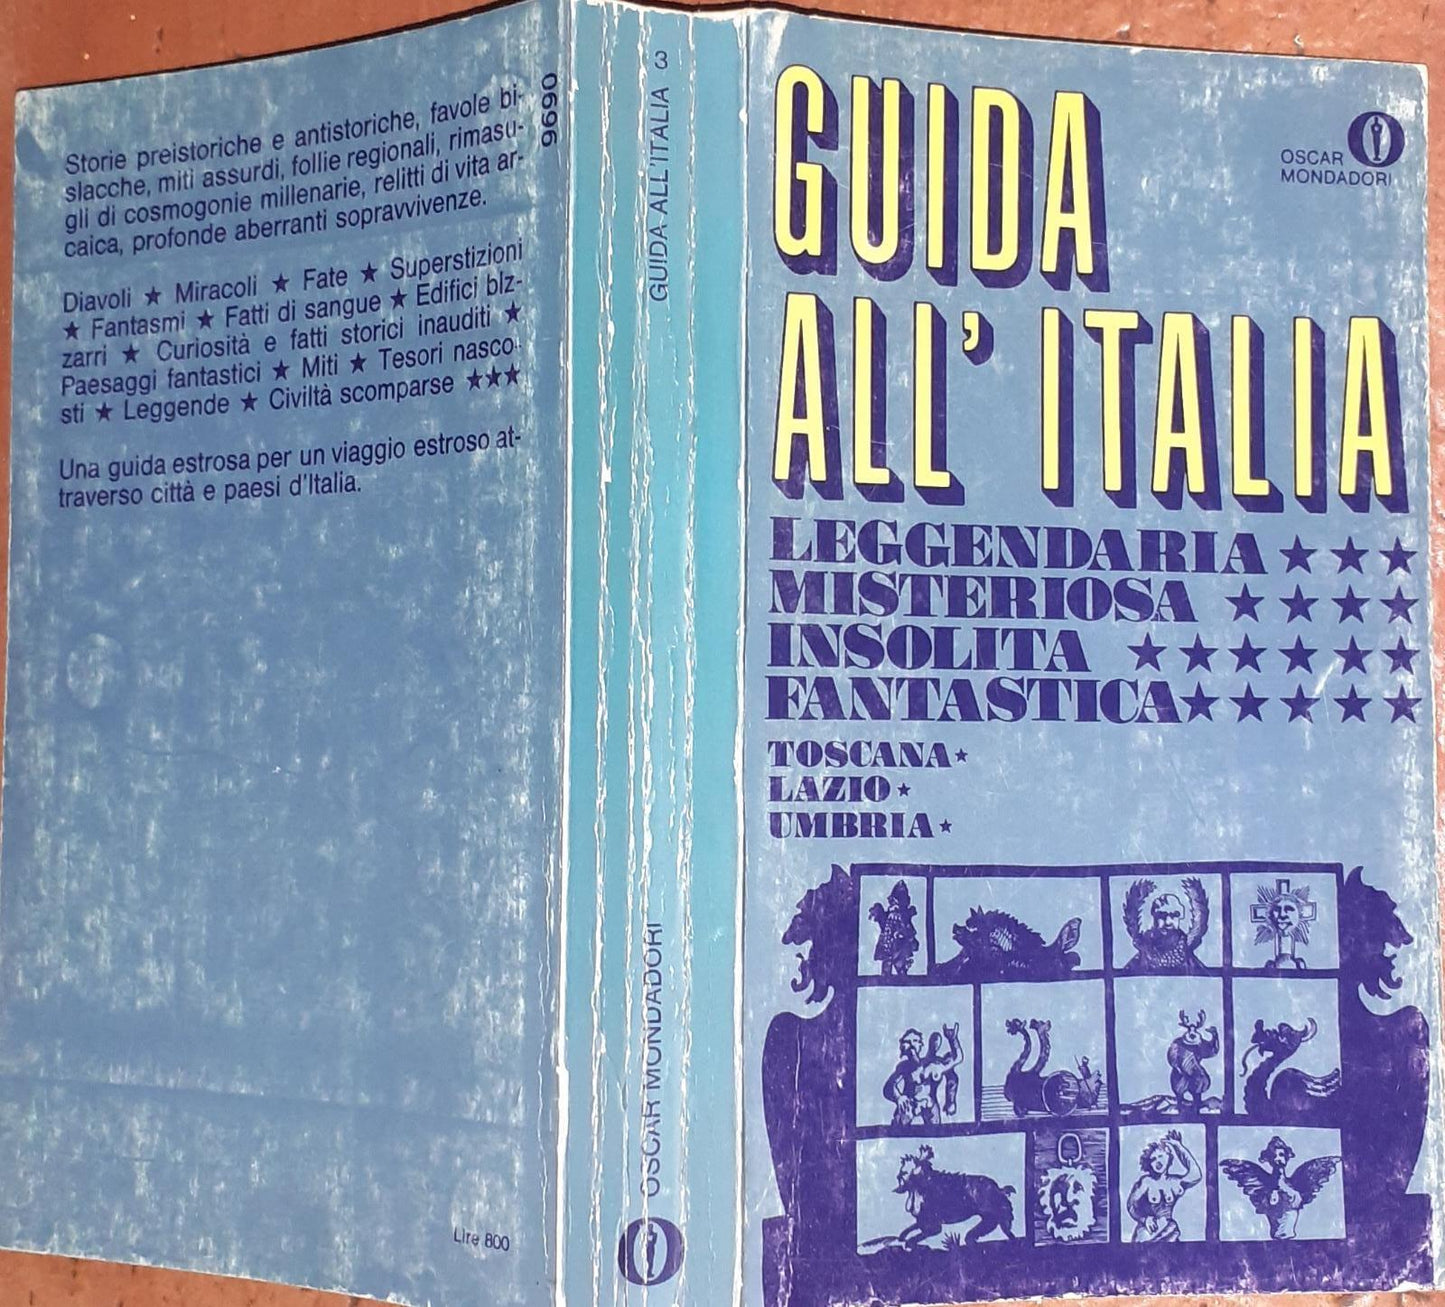 Storie preistoriche e antistoriche, favole bi-
slacche, miti assurdi, follie regionali, rimasu-
gli di cosmogonie millenarie, relitti di vita ar-
caica, profonde aberranti sopravvivenze.
Diavoli ★ Miracoli ★ Fate ★ Superstizioni
★ Fantasmi ★ Fatti di sangue ★ Edifici biz-
zarri ★ Curiosità e fatti storici inauditi ★
Paesaggi fantastici ★ Miti ★ Tesori nasco-
sti ★ Leggende ★ Civiltà scomparse ★★★
Una guida estrosa per un viaggio estroso at-
traverso città e paesi d'Italia.
Lire 800
0696
GUIDA ALL'ITALIA 3
OSCAR MONDADORI
GUIDA
ALL'ITALIA
OSCAR
MONDADORI
LEGGENDARIA ★★★
MISTERIOSA ★★★★
INSOLITA ★★★★★★
FANTASTICA ★★★★★
TOSCANA ★
LAZIO ★
UMBRIA ★